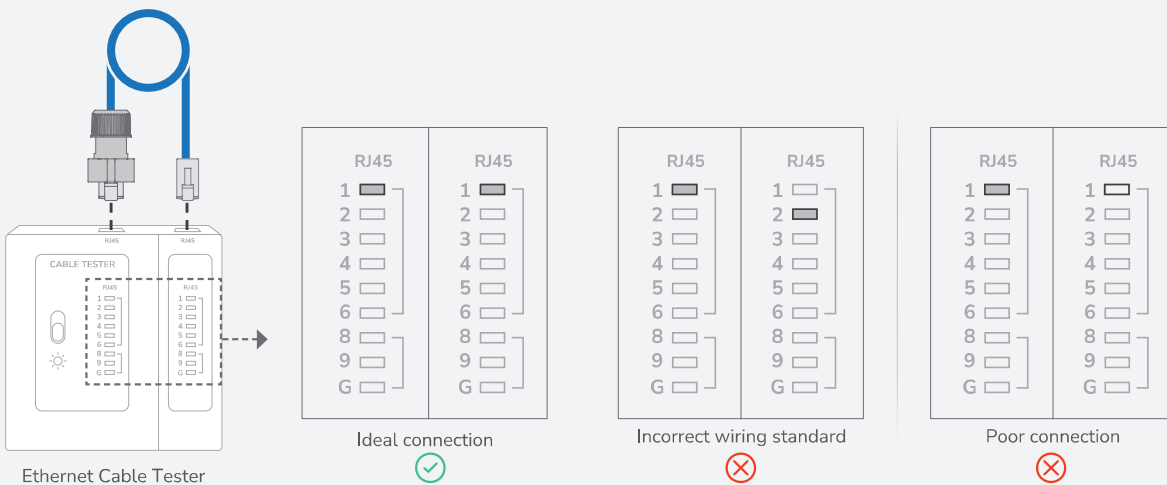 RJ45 RJ45
CABLE TESTER
RJ45 RJ45
1 1
2 2
3 3
4 4
5 5
6 6
8 8
9 9
G G
Ethernet Cable Tester
RJ45 RJ45
1 1
2 2
3 3
4 4
5 5
6 6
8 8
9 9
G G
Ideal connection
RJ45 RJ45
1 1
2 2
3 3
4 4
5 5
6 6
8 8
9 9
G G
Incorrect wiring standard
RJ45 RJ45
1 1
2 2
3 3
4 4
5 5
6 6
8 8
9 9
G G
Poor connection